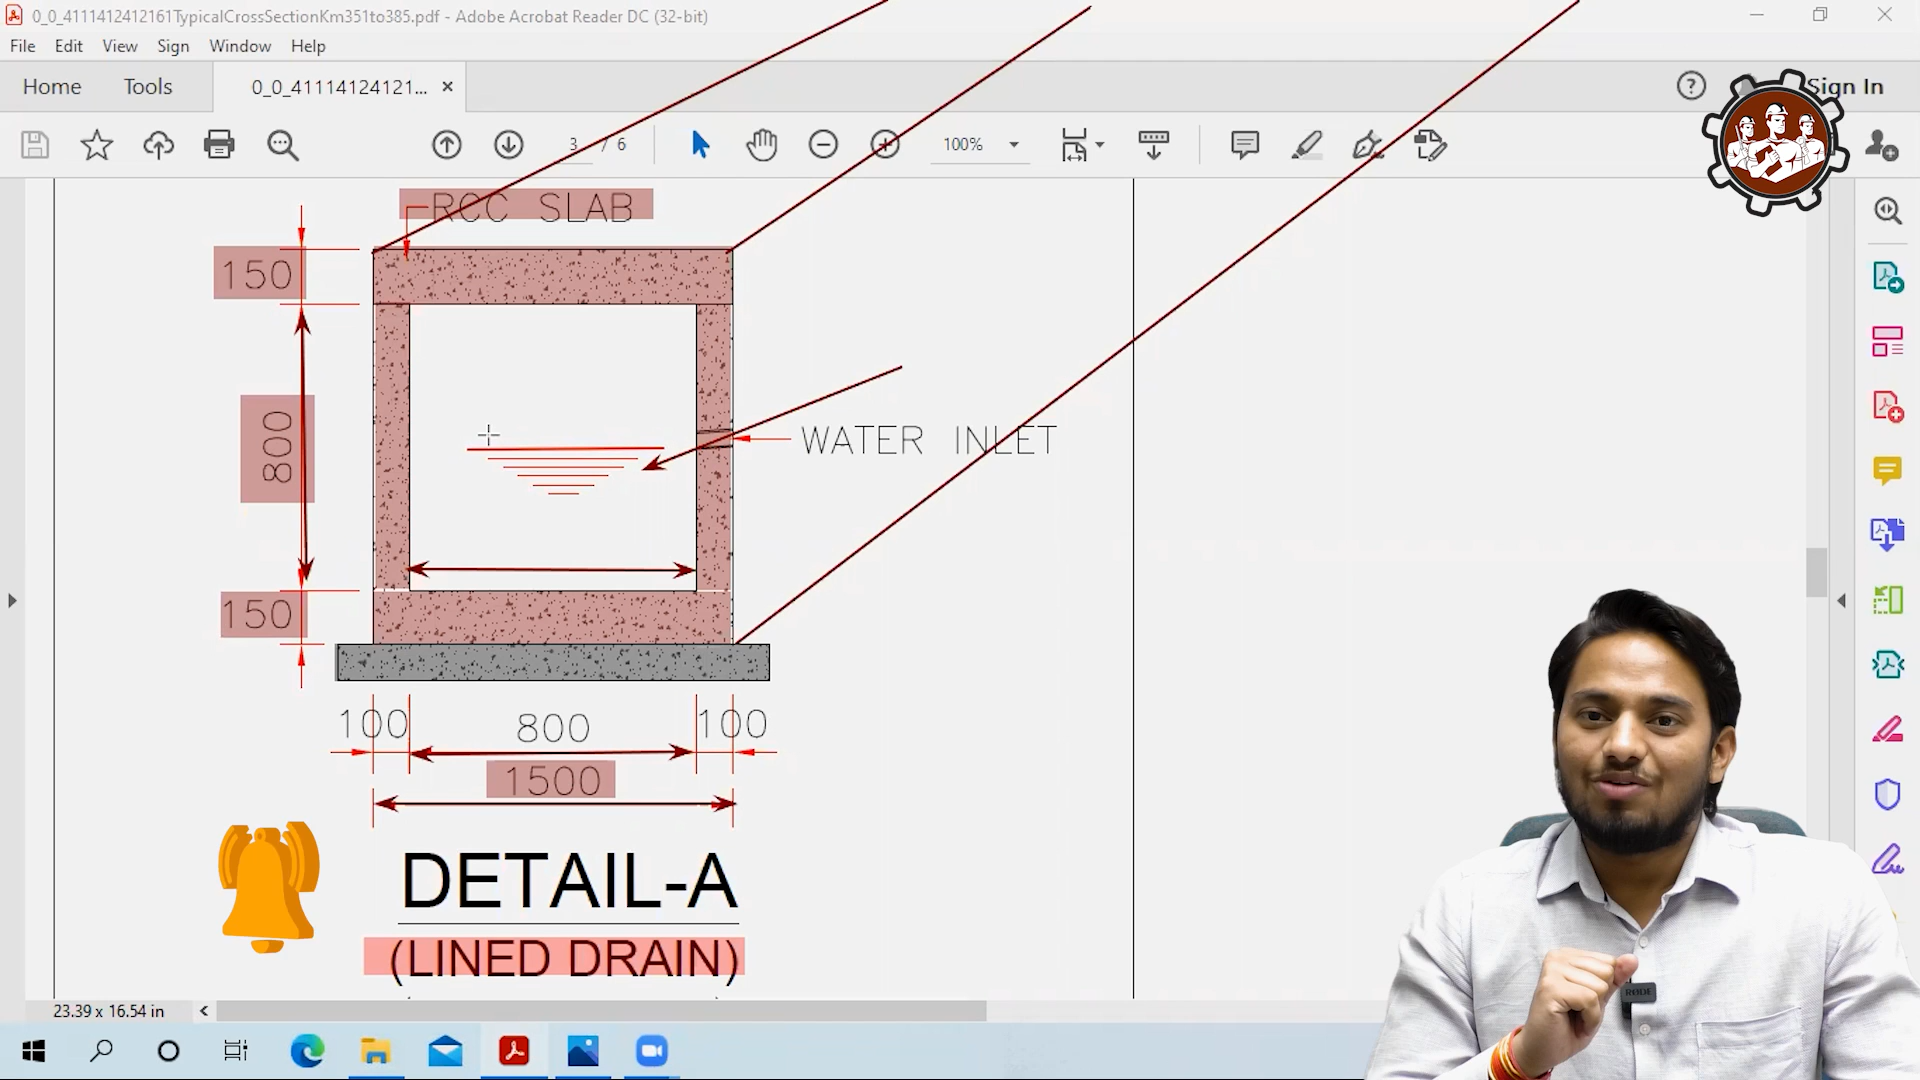 0_0_4111412412161TypicalCrossSectionKm351to385.pdf - Adobe Acrobat Reader DC (32-bit)
File Edit View Sign Window Help
Home Tools 0_0_41114124121... × Sign In
3 / 6 100%
RCC SLAB
150
800
WATER INLET
150
100 800 100
1500
DETAIL-A
(LINED DRAIN)
RODE
23.39 x 16.54 in